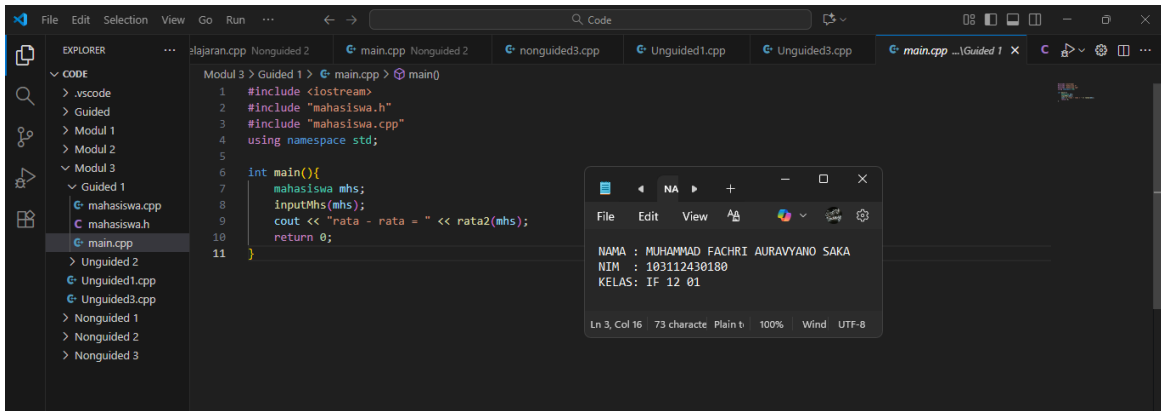 File Edit Selection View Go Run ... Code
EXPLORER ...
CODE
.vscode
Guided
Modul 1
Modul 2
Modul 3
Guided 1
mahasiswa.cpp
mahasiswa.h
main.cpp
Unguided 2
Unguided1.cpp
Unguided3.cpp
Nonguided 1
Nonguided 2
Nonguided 3
elajaran.cpp Nonguided 2 main.cpp Nonguided 2 nonguided3.cpp Unguided1.cpp Unguided3.cpp main.cpp ...\Guided 1
Modul 3 > Guided 1 > main.cpp > main()
1 #include <iostream>
2 #include "mahasiswa.h"
3 #include "mahasiswa.cpp"
4 using namespace std;
5
6 int main(){
7 mahasiswa mhs;
8 inputMhs(mhs);
9 cout << "rata - rata = " << rata2(mhs);
10 return 0;
11 }
NA
File Edit View
NAMA : MUHAMMAD FACHRI AURAVYANO SAKA
NIM : 103112430180
KELAS: IF 12 01
Ln 3, Col 16 73 characte Plain t 100% Wind UTF-8